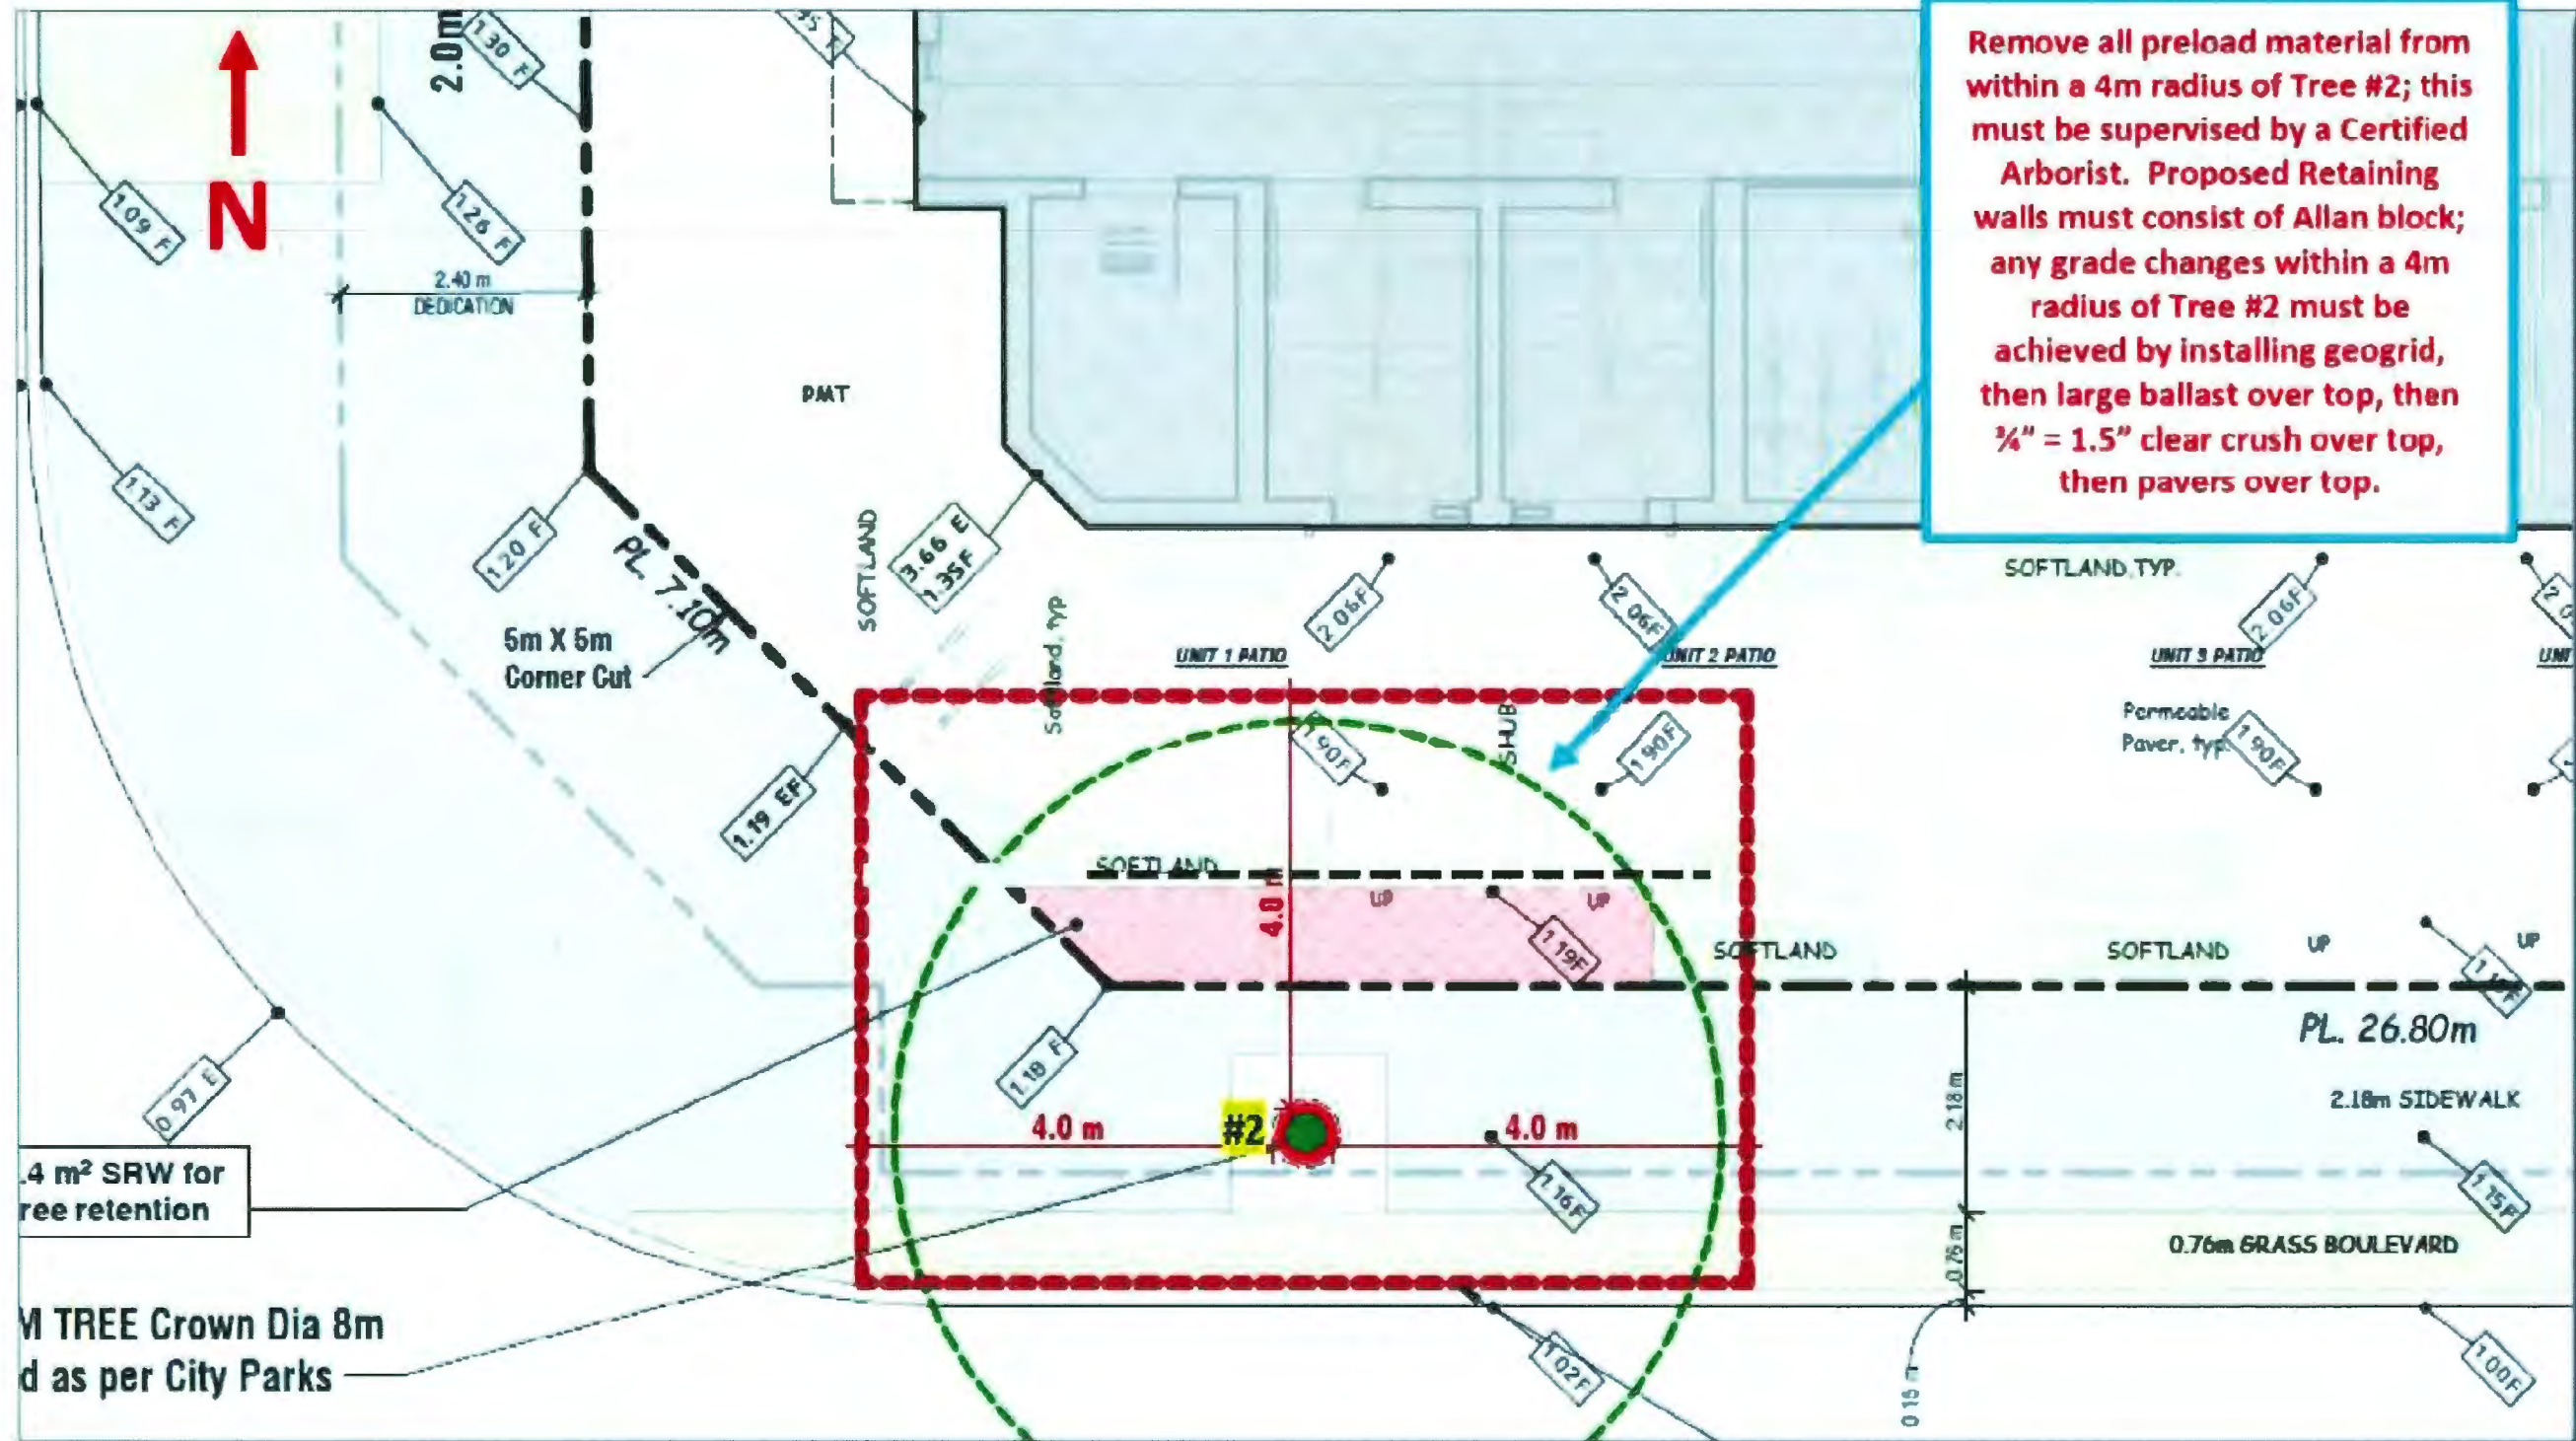 Remove all preload material from
within a 4m radius of Tree #2; this
must be supervised by a Certified
Arborist. Proposed Retaining
walls must consist of Allan block;
any grade changes within a 4m
radius of Tree #2 must be
achieved by installing geogrid,
then large ballast over top, then
¾" = 1.5" clear crush over top,
then pavers over top.
2.0m
1.30 F
N
1.09 F
1.26 F
2.40 m
DEDICATION
PMT
1.13 F
1.20 F
PL. 7.10m
5m X 5m
Corner Cut
SOFTLAND
3.66 E
1.35F
2.06F
2.06F
SOFTLAND, TYP.
2.06F
UNIT 1 PATIO
UNIT 2 PATIO
UNIT 3 PATIO
Permeable
Paver, typ.
1.90F
1.90F
1.90F
1.19 EF
SOFTLAND
4.0 m
UP
UP
1.19F
SOFTLAND
SOFTLAND
UP
UP
PL. 26.80m
0.97 E
1.18 F
4.0 m
#2
4.0 m
2.18m
2.18m SIDEWALK
.4 m² SRW for
ree retention
1.16F
1.15F
0.76 m
0.76m GRASS BOULEVARD
M TREE Crown Dia 8m
d as per City Parks
1.02F
0.15 m
1.00F